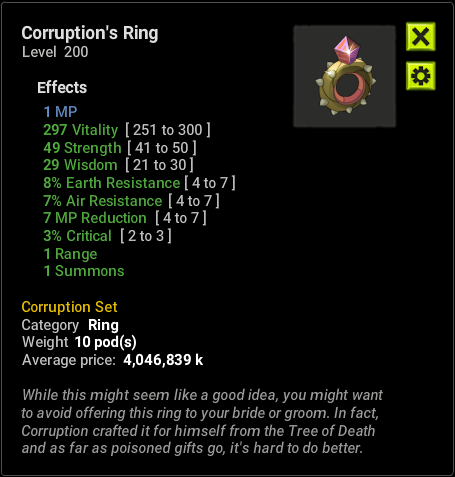 Corruption's Ring
Level 200
Effects
1 MP
297 Vitality [ 251 to 300 ]
49 Strength [ 41 to 50 ]
29 Wisdom [ 21 to 30 ]
8% Earth Resistance [ 4 to 7 ]
7% Air Resistance [ 4 to 7 ]
7 MP Reduction [ 4 to 7 ]
3% Critical [ 2 to 3 ]
1 Range
1 Summons
Corruption Set
Category Ring
Weight 10 pod(s)
Average price: 4,046,839 k
While this might seem like a good idea, you might want
to avoid offering this ring to your bride or groom. In fact,
Corruption crafted it for himself from the Tree of Death
and as far as poisoned gifts go, it's hard to do better.